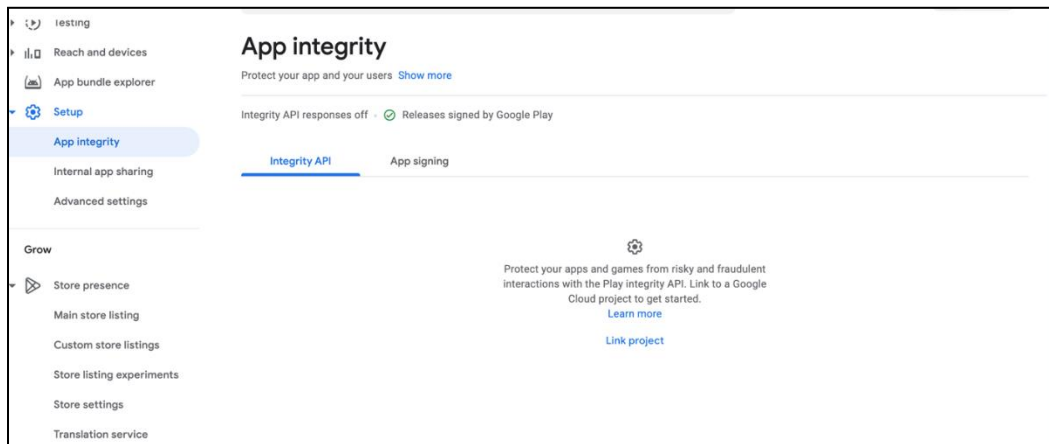 Testing
Reach and devices
App bundle explorer
Setup
App integrity
Internal app sharing
Advanced settings
Grow
Store presence
Main store listing
Custom store listings
Store listing experiments
Store settings
Translation service
App integrity
Protect your app and your users Show more
Integrity API responses off · Releases signed by Google Play
Integrity API App signing
Protect your apps and games from risky and fraudulent
interactions with the Play integrity API. Link to a Google
Cloud project to get started.
Learn more
Link project